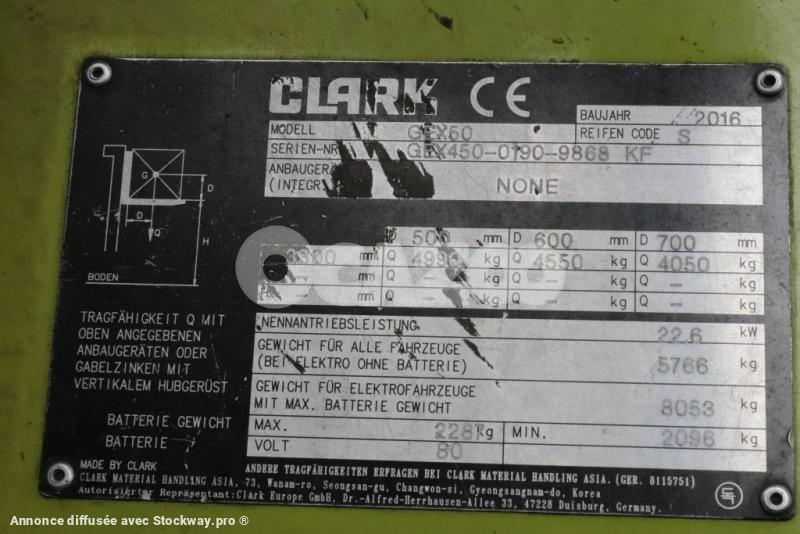 CLARK CE
BAUJAHR 2016
MODELL GEX50 REIFEN CODE S
SERIEN-NR GEX450-0190-9868 KF
ANBAUGERÄ
(INTEGR NONE
G
D
D
Q
H
BODEN
D 500 mm D 600 mm D 700 mm
3300 mm Q 4990 kg Q 4550 kg Q 4050 kg
mm Q - kg Q - kg Q - kg
mm Q - kg Q - kg Q - kg
TRAGFÄHIGKEIT Q MIT
OBEN ANGEGEBENEN
ANBAUGERÄTEN ODER
GABELZINKEN MIT
VERTIKALEM HUBGERÜST
NENNANTRIEBSLEISTUNG 22.6 kW
GEWICHT FÜR ALLE FAHRZEUGE
(BEI ELEKTRO OHNE BATTERIE) 5766 kg
GEWICHT FÜR ELEKTROFAHRZEUGE
MIT MAX. BATTERIE GEWICHT 8053 kg
BATTERIE GEWICHT MAX. 228 kg MIN. 2096 kg
BATTERIE VOLT 80
MADE BY CLARK
ANDERE TRAGFÄHIGKEITEN ERFRAGEN BEI CLARK MATERIAL HANDLING ASIA. (GER. 8115751)
CLARK MATERIAL HANDLING ASIA, 73, Wanam-ro, Seongsan-gu, Changwon-si, Gyeongsangnam-do, Korea
Autorisierter Repräsentant:Clark Europe GmbH, Dr.-Alfred-Herrhausen-Allee 33, 47228 Duisburg, Germany.
Annonce diffusée avec Stockway.pro ®